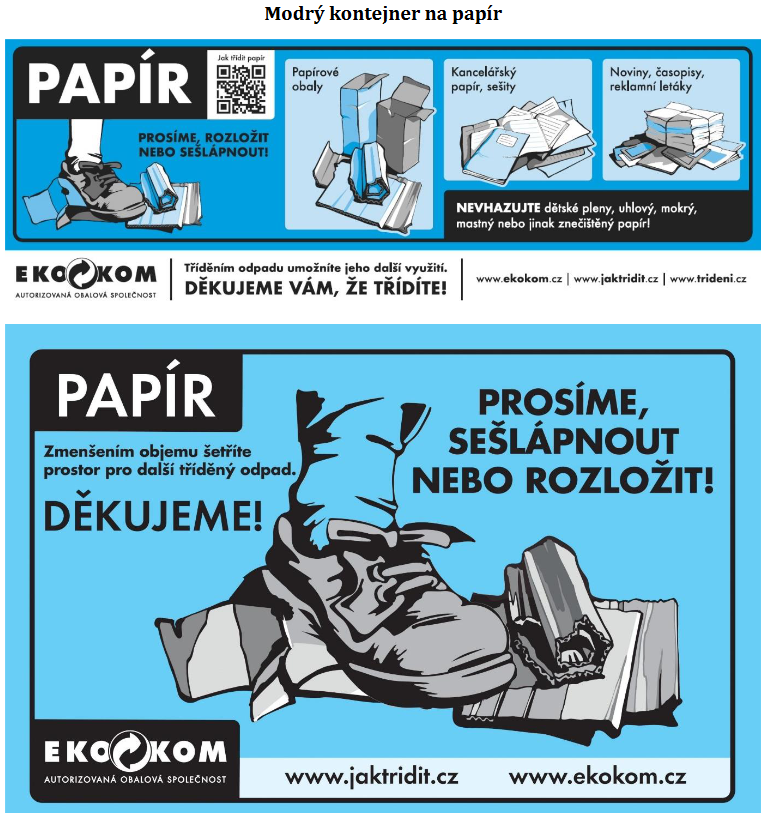 Modrý kontejner na papír
PAPÍR
Jak třídit papír
PROSÍME, ROZLOŽIT
NEBO SEŠLÁPNOUT!
Papírové
obaly
Kancelářský
papír, sešity
Noviny, časopisy,
reklamní letáky
NEVHAZUJTE dětské pleny, uhlový, mokrý,
mastný nebo jinak znečištěný papír!
EKO KOM
AUTORIZOVANÁ OBALOVÁ SPOLEČNOST
Tříděním odpadu umožníte jeho další využití.
DĚKUJEME VÁM, ŽE TŘÍDÍTE!
www.ekokom.cz | www.jaktridit.cz | www.trideni.cz
PAPÍR
Zmenšením objemu šetříte
prostor pro další tříděný odpad.
DĚKUJEME!
PROSÍME,
SEŠLÁPNOUT
NEBO ROZLOŽIT!
EKO KOM
AUTORIZOVANÁ OBALOVÁ SPOLEČNOST
www.jaktridit.cz
www.ekokom.cz